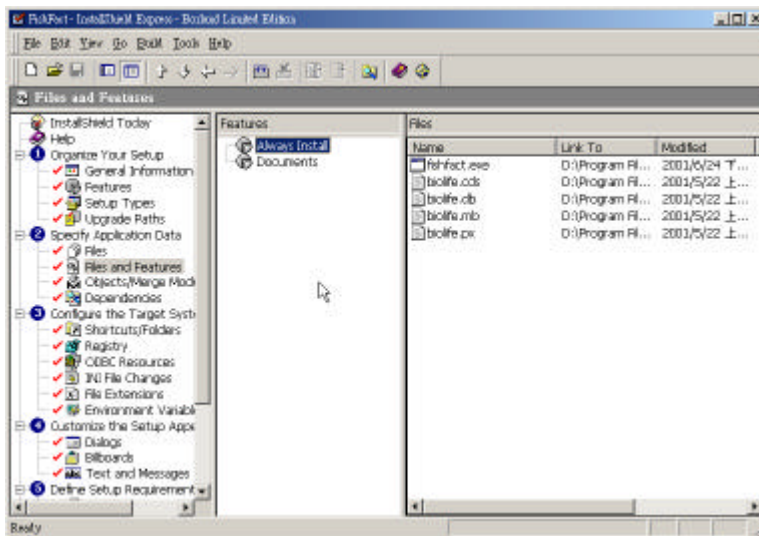 FishFact - InstallShield Express - Borland Limited Edition
File Edit View Go Build Tools Help
Files and Features
InstallShield Today
Help
1 Organize Your Setup
General Information
Features
Setup Types
Upgrade Paths
2 Specify Application Data
Files
Files and Features
Objects/Merge Mod
Dependencies
3 Configure the Target Syst
Shortcuts/Folders
Registry
ODBC Resources
INI File Changes
File Extensions
Environment Variabl
4 Customize the Setup Appe
Dialogs
Billboards
Text and Messages
5 Define Setup Requirement
Features
Always Install
Documents
Files
Name Link To Modified
fishfact.exe D:\Program Fil... 2001/6/24 下...
biolife.cds D:\Program Fil... 2001/5/22 上...
biolife.db D:\Program Fil... 2001/5/22 上...
biolife.mb D:\Program Fil... 2001/5/22 上...
biolife.px D:\Program Fil... 2001/5/22 上...
Ready